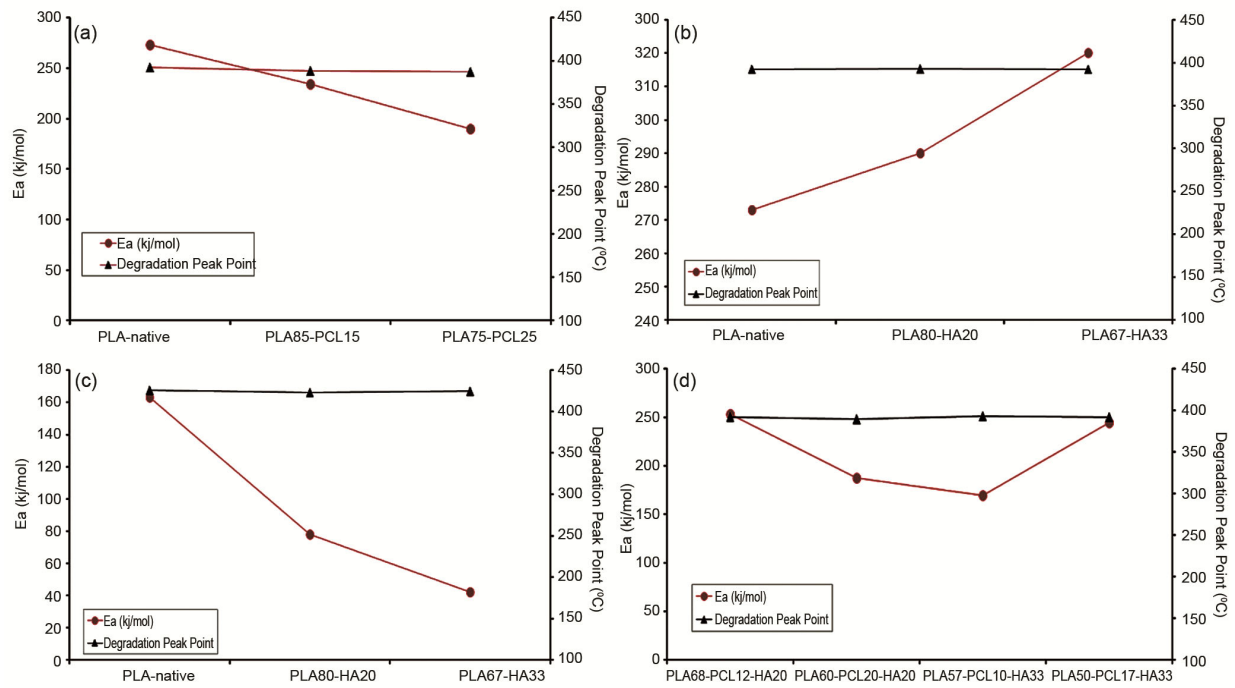 (a)
300
250
200
150
100
50
0
Ea (kj/mol)
450
400
350
300
250
200
150
100
Degradation Peak Point (⁰C)
Ea (kj/mol)
Degradation Peak Point
PLA-native PLA85-PCL15 PLA75-PCL25
(b)
300
320
310
300
290
280
270
260
250
240
Ea (kj/mol)
450
400
350
300
250
200
150
100
Degradation Peak Point (⁰C)
Ea (kj/mol)
Degradation Peak Point
PLA-native PLA80-HA20 PLA67-HA33
(c)
180
160
140
120
100
80
60
40
20
0
Ea (kj/mol)
450
400
350
300
250
200
150
100
Degradation Peak Point (⁰C)
Ea (kj/mol)
Degradation Peak Point
PLA-native PLA80-HA20 PLA67-HA33
(d)
300
250
200
150
100
50
0
Ea (kj/mol)
450
400
350
300
250
200
150
100
Degradation Peak Point (⁰C)
Ea (kj/mol)
Degradation Peak Point
PLA68-PCL12-HA20 PLA60-PCL20-HA20 PLA57-PCL10-HA33 PLA50-PCL17-HA33